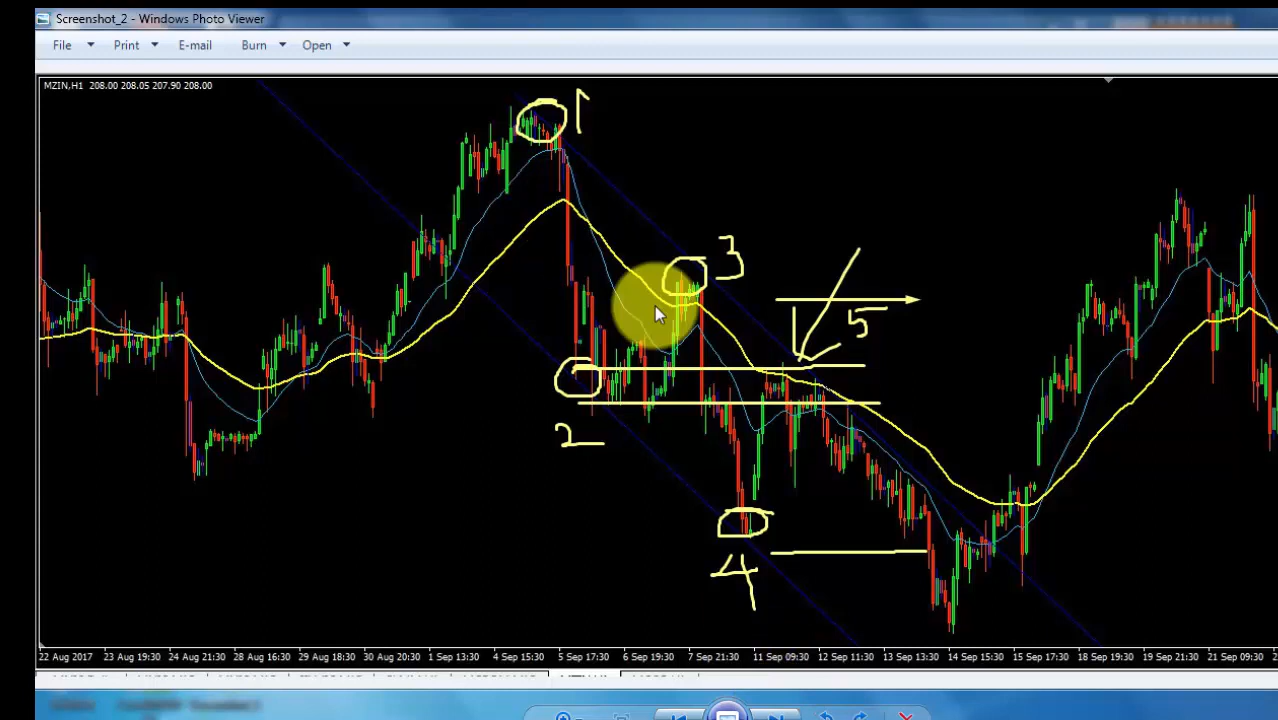 Screenshot_2 - Windows Photo Viewer
File Print E-mail Burn Open
MZIN,H1 208.00 208.05 207.90 208.00
1
3
5
2
4
22 Aug 2017 23 Aug 19:30 24 Aug 21:30 28 Aug 16:30 29 Aug 18:30 30 Aug 20:30 1 Sep 13:30 4 Sep 15:30 5 Sep 17:30 6 Sep 19:30 7 Sep 21:30 11 Sep 09:30 12 Sep 11:30 13 Sep 13:30 14 Sep 15:30 15 Sep 17:30 18 Sep 19:30 19 Sep 21:30 21 Sep 09:30